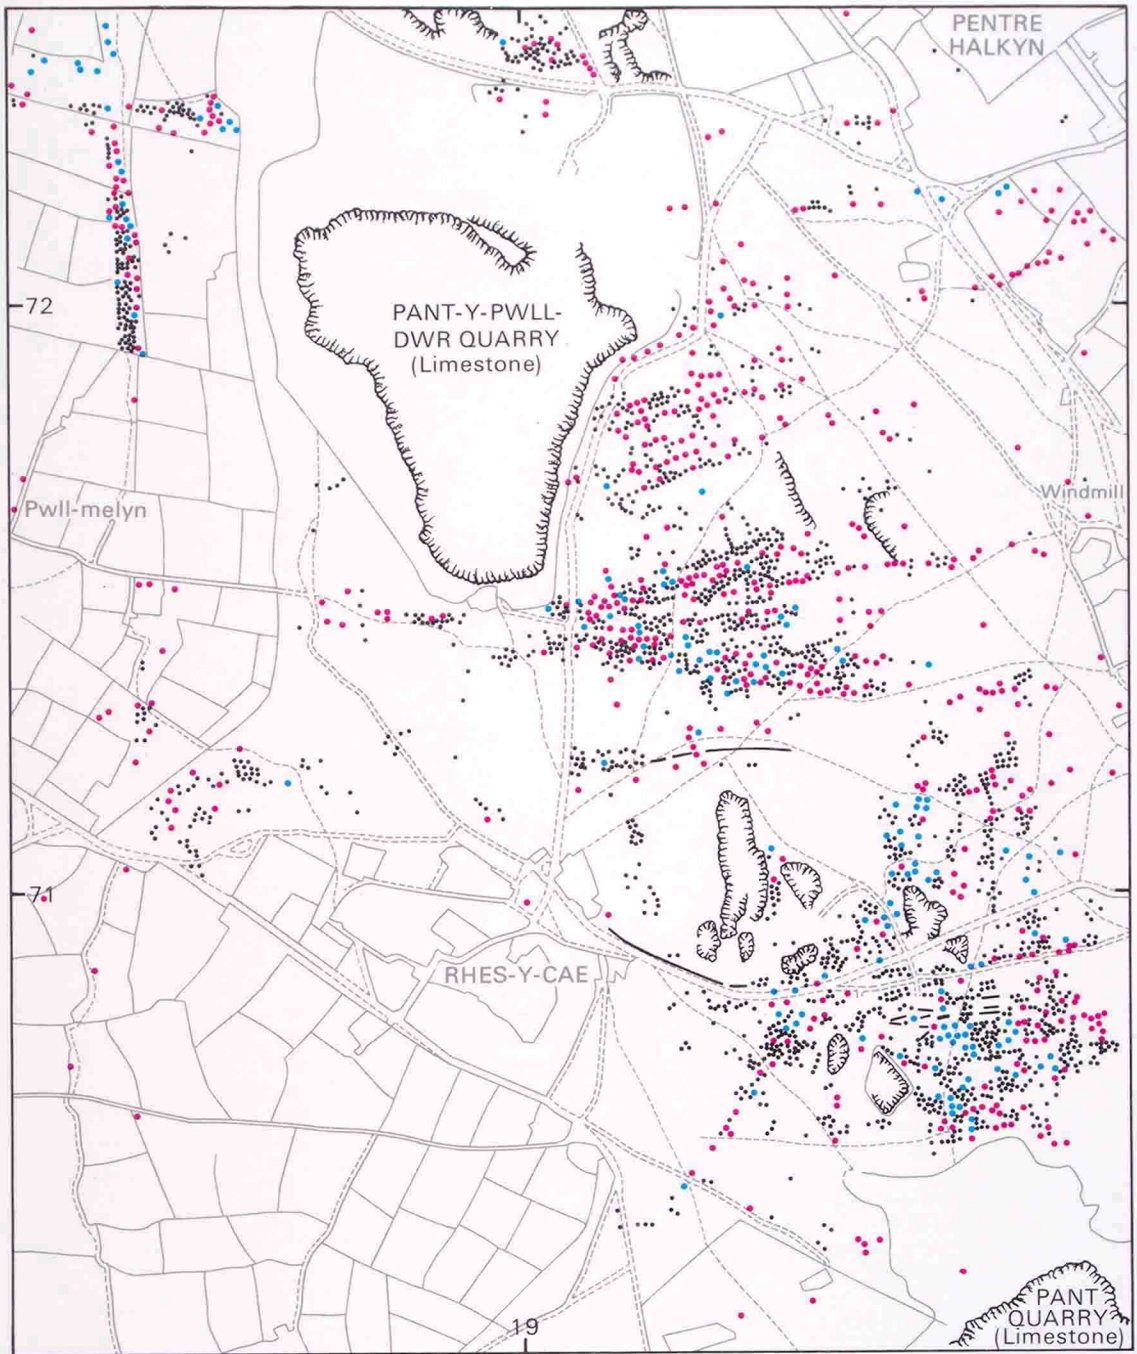 PENTRE
HALKYN
72
PANT-Y-PWLL-
DWR QUARRY
(Limestone)
Pwll-melyn
Windmill
71
RHES-Y-CAE
19
PANT
QUARRY
(Limestone)